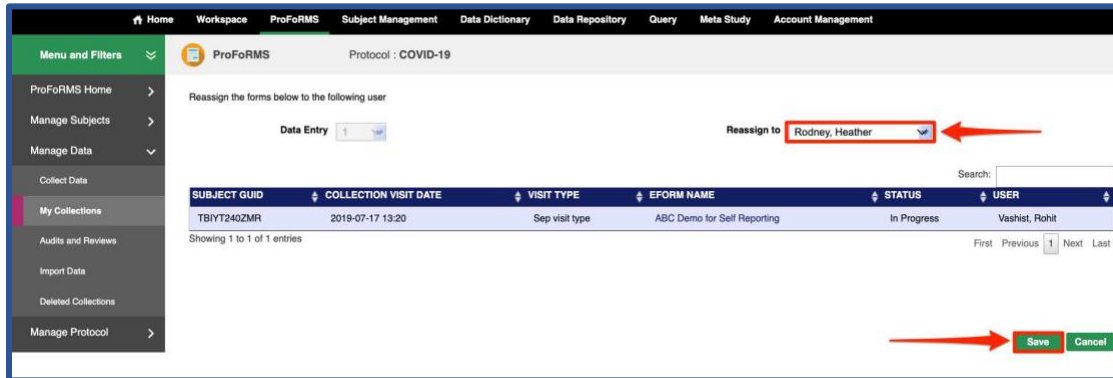 Home Workspace ProFoRMS Subject Management Data Dictionary Data Repository Query Meta Study Account Management
Menu and Filters
ProFoRMS Protocol : COVID-19
ProFoRMS Home
Manage Subjects
Manage Data
Collect Data
My Collections
Audits and Reviews
Import Data
Deleted Collections
Manage Protocol
Reassign the forms below to the following user
Data Entry 1 Reassign to Rodney, Heather
Search:
SUBJECT GUID COLLECTION VISIT DATE VISIT TYPE EFORM NAME STATUS USER
TBIYT240ZMR 2019-07-17 13:20 Sep visit type ABC Demo for Self Reporting In Progress Vashist, Rohit
Showing 1 to 1 of 1 entries First Previous 1 Next Last
Save Cancel